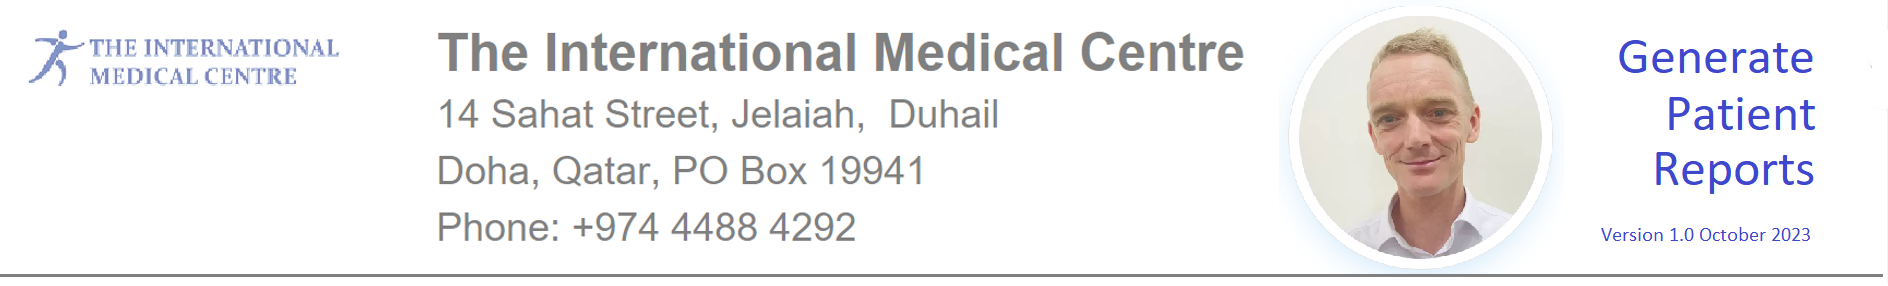 THE INTERNATIONAL
MEDICAL CENTRE
The International Medical Centre
14 Sahat Street, Jelaiah,  Duhail
Doha, Qatar, PO Box 19941
Phone: +974 4488 4292
Generate
Patient
Reports
Version 1.0 October 2023